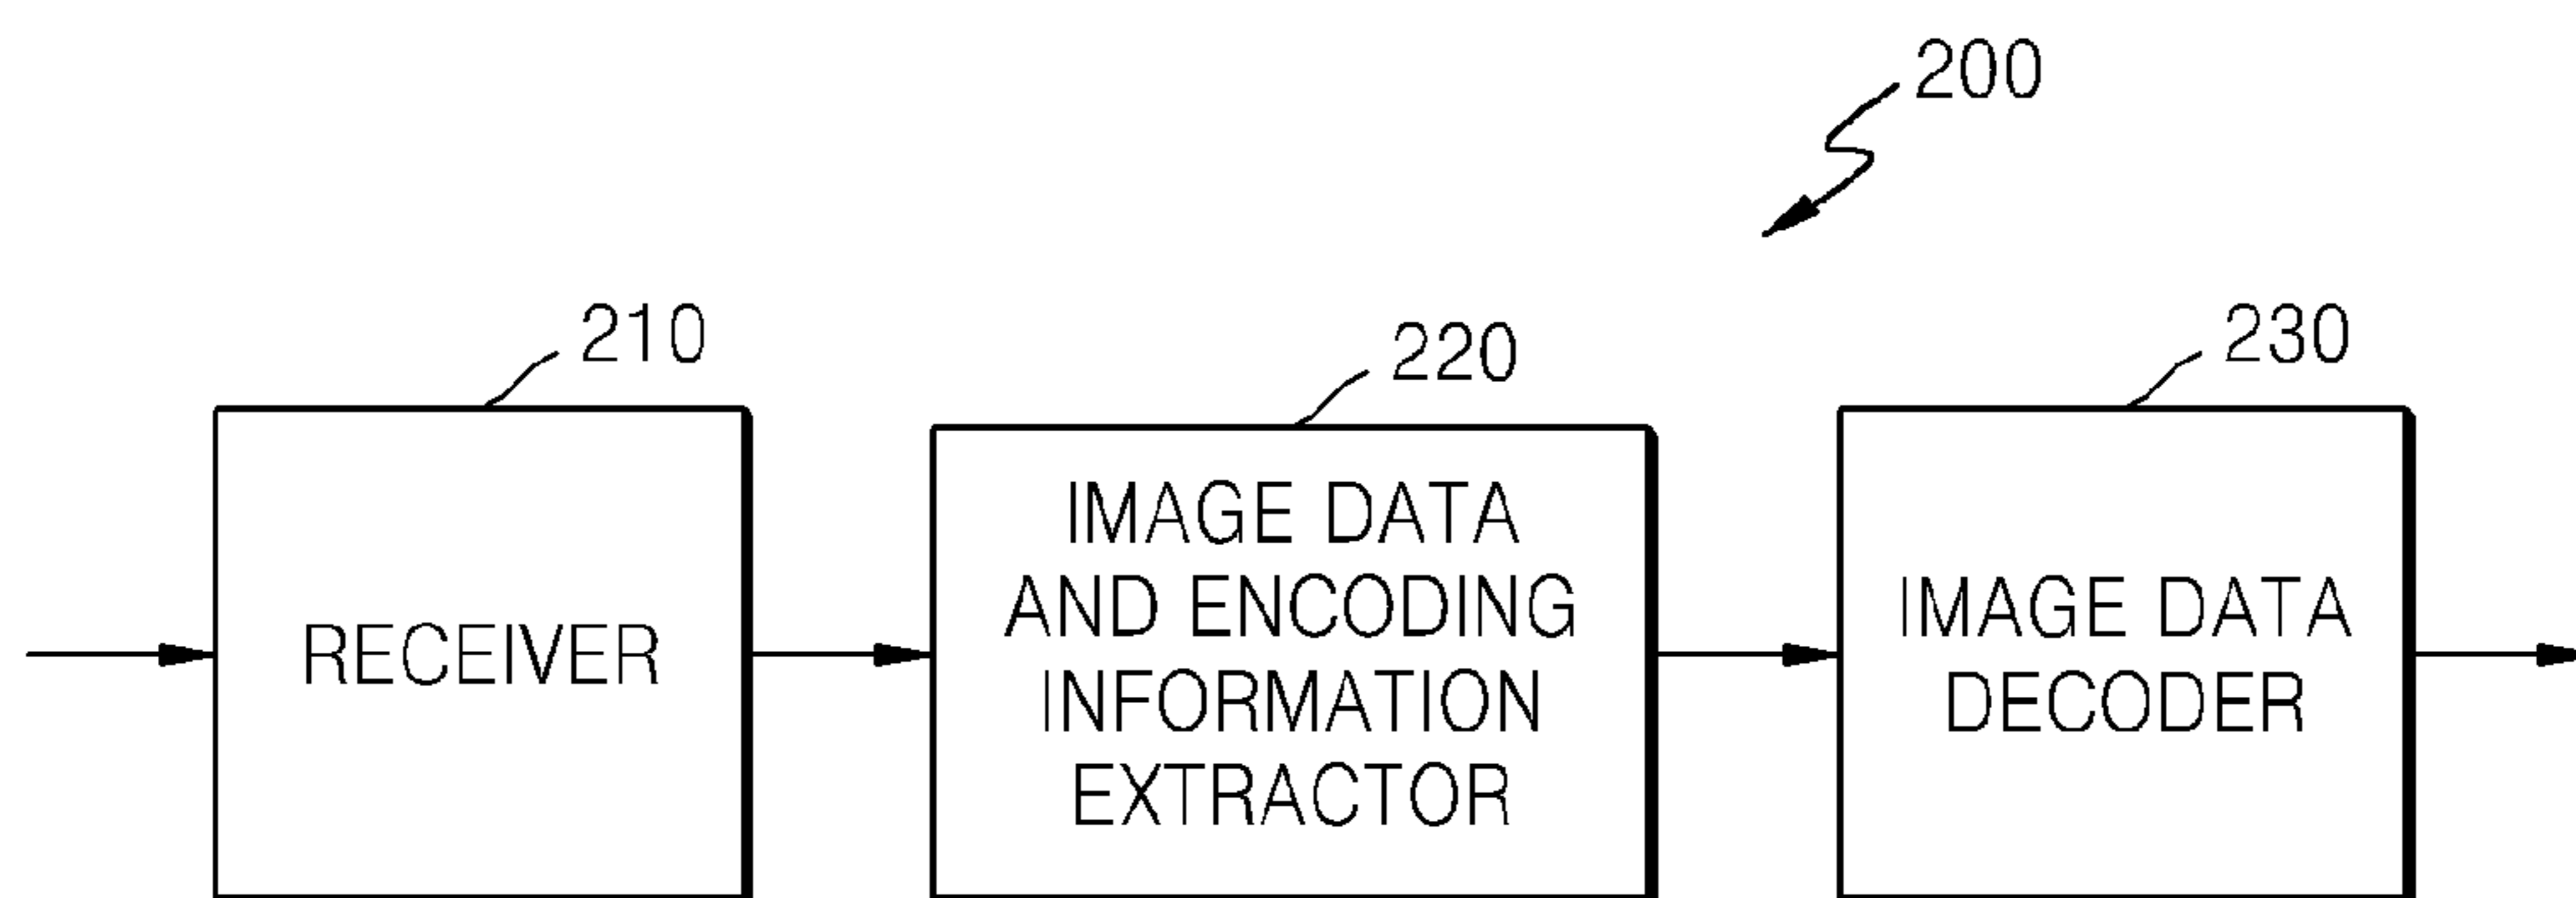 200
210
220
230
RECEIVER
IMAGE DATA
AND ENCODING
INFORMATION
EXTRACTOR
IMAGE DATA
DECODER